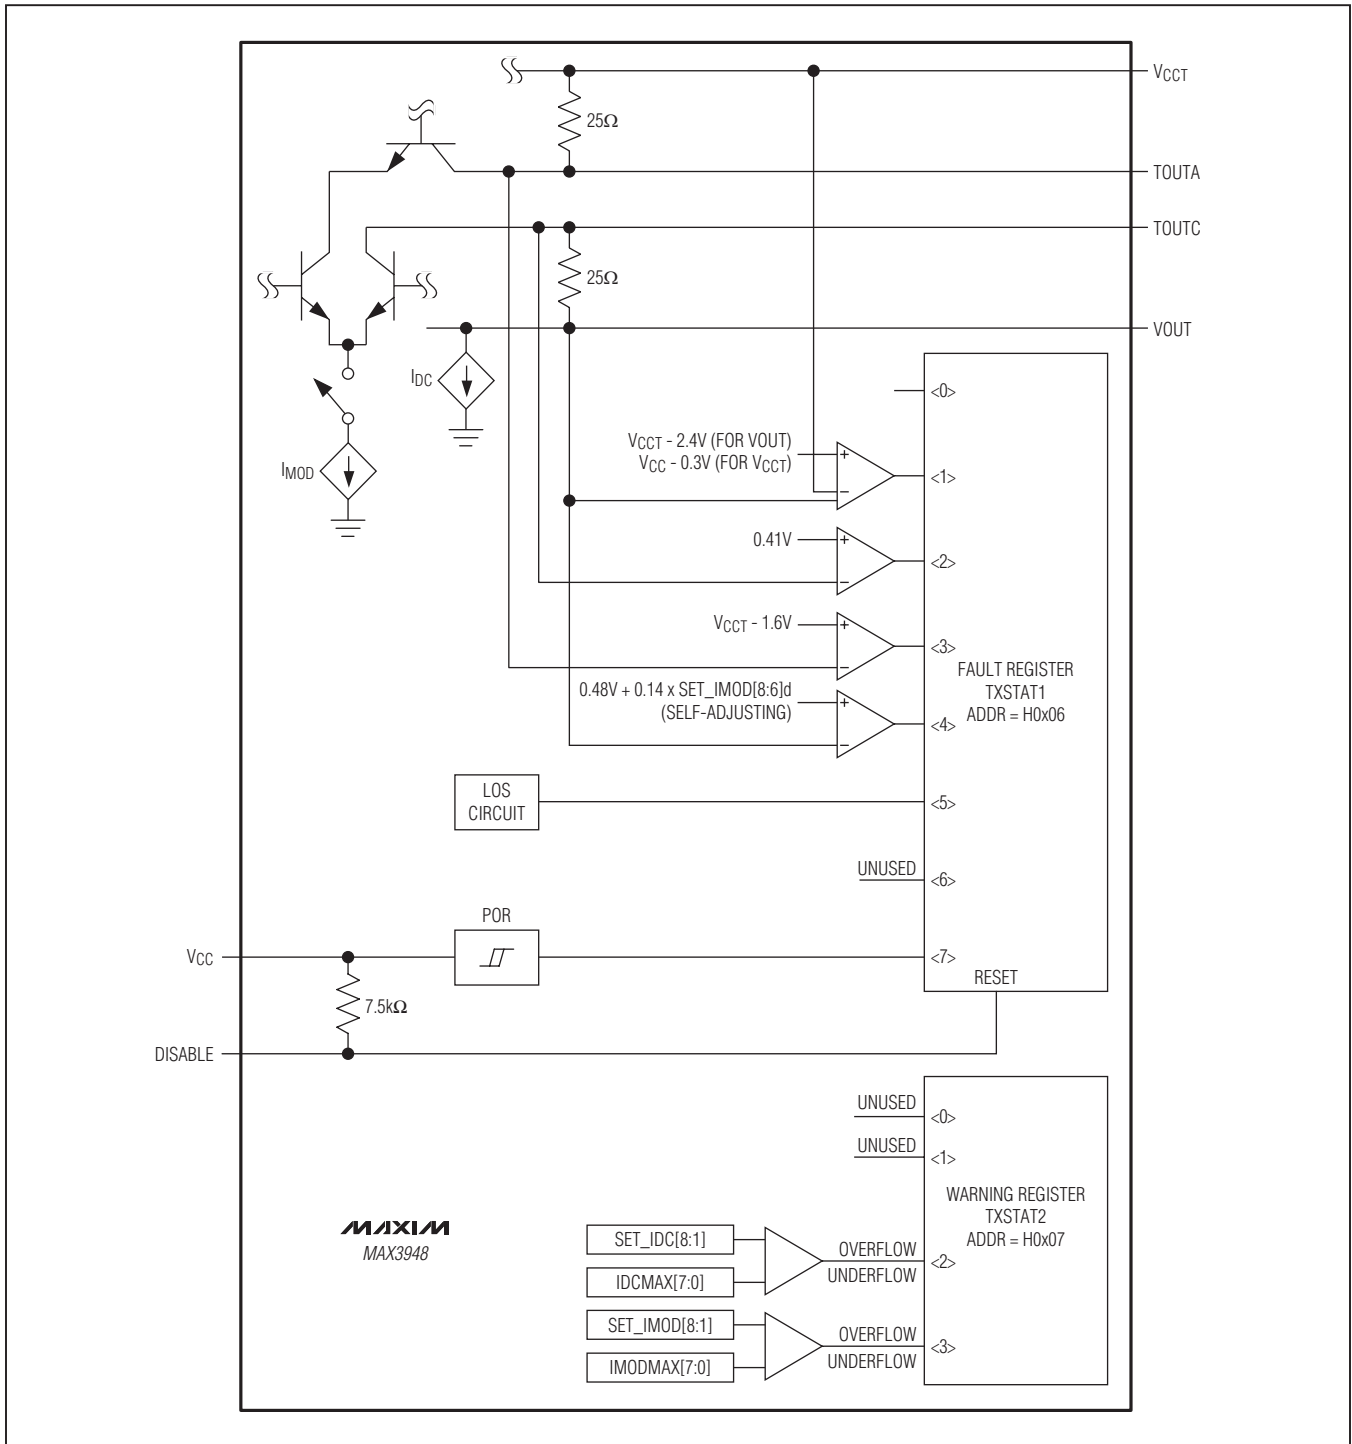 VCCT
25Ω
TOUTA
TOUTC
25Ω
VOUT
IDC
<0>
VCCT - 2.4V (FOR VOUT)
VCC - 0.3V (FOR VCCT)
+
−
<1>
IMOD
0.41V
+
−
<2>
VCCT - 1.6V
+
−
<3>
FAULT REGISTER
TXSTAT1
ADDR = H0x06
0.48V + 0.14 x SET_IMOD[8:6]d
(SELF-ADJUSTING)
+
−
<4>
LOS
CIRCUIT
<5>
UNUSED
<6>
POR
VCC
<7>
RESET
7.5kΩ
DISABLE
UNUSED
<0>
UNUSED
<1>
WARNING REGISTER
TXSTAT2
ADDR = H0x07
MAXIM
MAX3948
SET_IDC[8:1]
IDCMAX[7:0]
OVERFLOW
UNDERFLOW
<2>
SET_IMOD[8:1]
IMODMAX[7:0]
OVERFLOW
UNDERFLOW
<3>